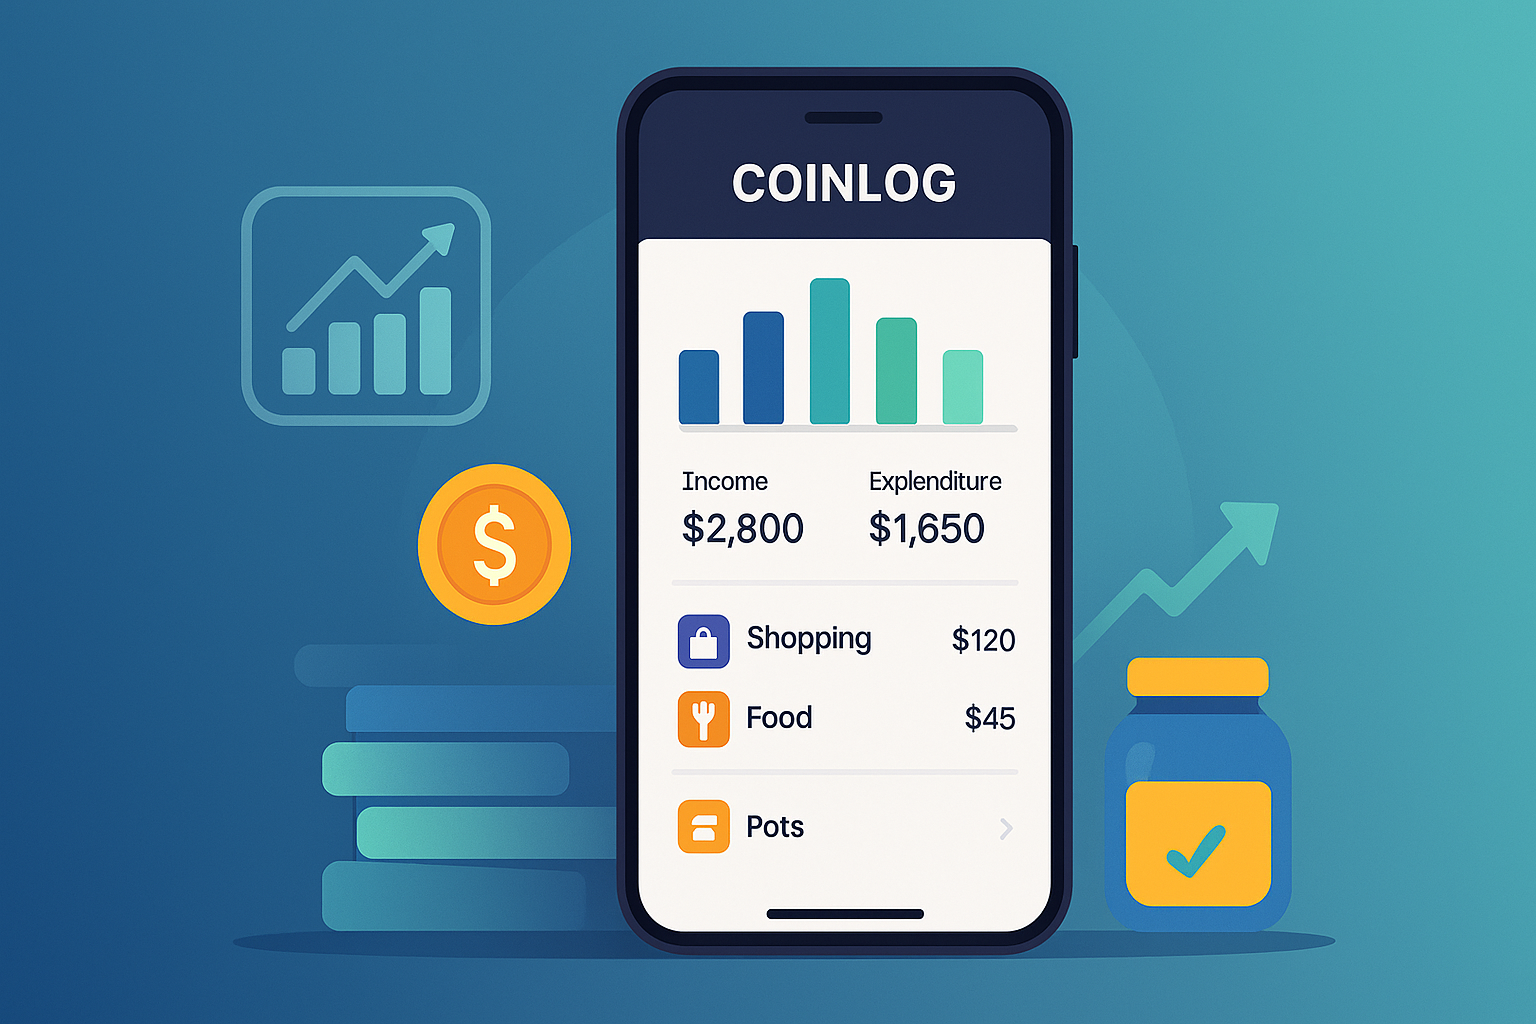 COINLOG
Income Explenditure
$2,800 $1,650
Shopping $120
Food $45
Pots
$